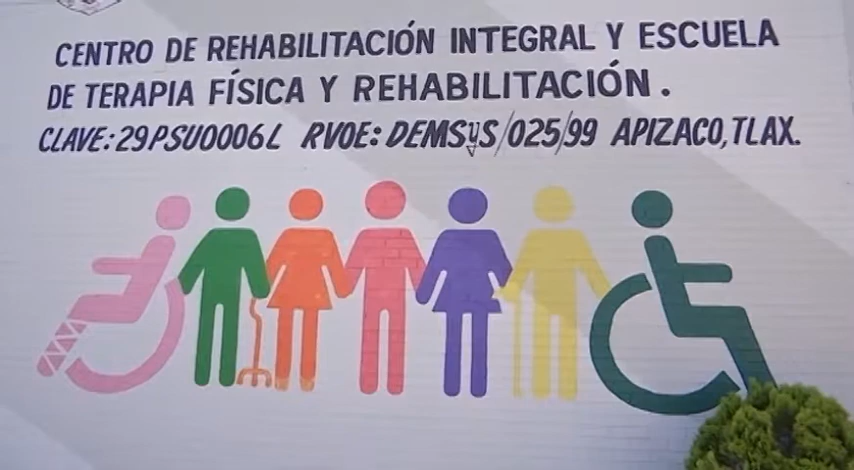 CENTRO DE REHABILITACIÓN INTEGRAL Y ESCUELA
DE TERAPIA FÍSICA Y REHABILITACIÓN.
CLAVE:29PSU0006L RVOE: DEMSyS/025/99 APIZACO,TLAX.